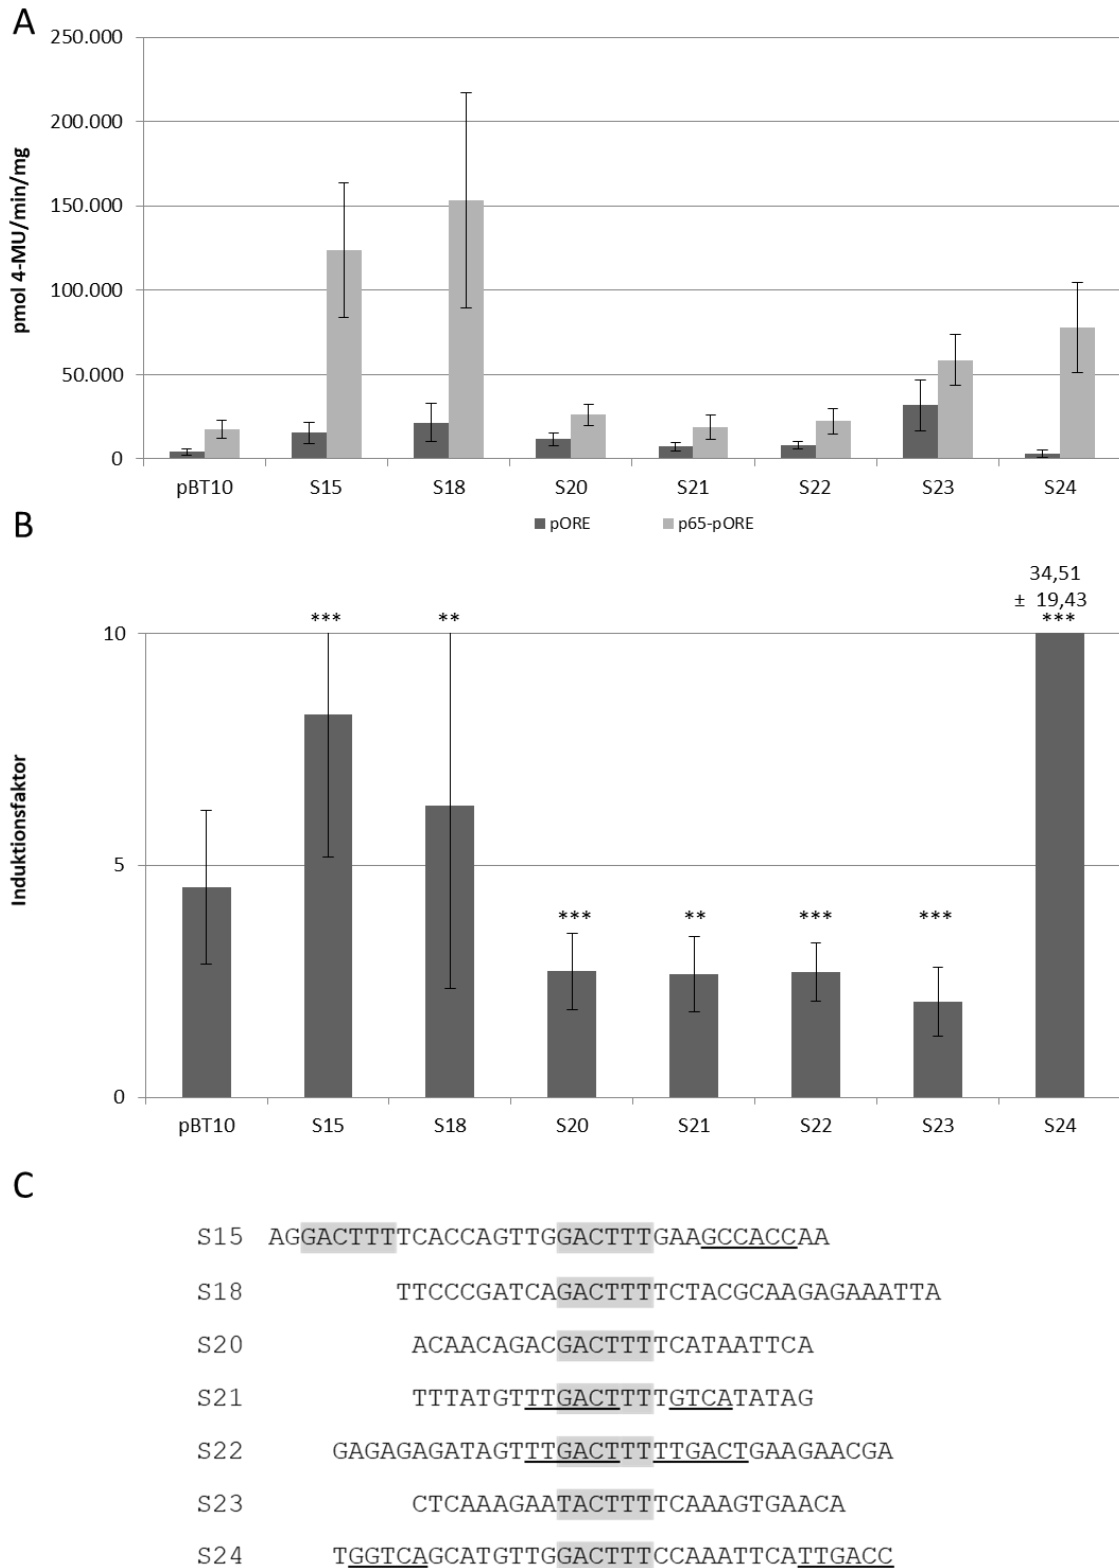 A
250.000
200.000
150.000
100.000
50.000
0
pmol 4-MU/min/mg
pBT10 S15 S18 S20 S21 S22 S23 S24
pORE p65-pORE
B
34,51
± 19,43
*** ** ***
10
5
0
Induktionsfaktor
*** ** *** ***
pBT10 S15 S18 S20 S21 S22 S23 S24
C
S15 AGGACTTTTCACCAGTTGGACTTTGAAGCCACCAA
S18 TTCCCGATCAGACTTTTCTACGCAAGAGAAATTA
S20 ACAACAGACGACTTTTCATAATTCA
S21 TTTATGTTTGACTTTTGTCATATAG
S22 GAGAGAGATAGTTTGACTTTTTGACTGAAGAACGA
S23 CTCAAAGAATACTTTTCAAAGTGAACA
S24 TGGTCAGCATGTTGGACTTTCCAAATTCATTGACC